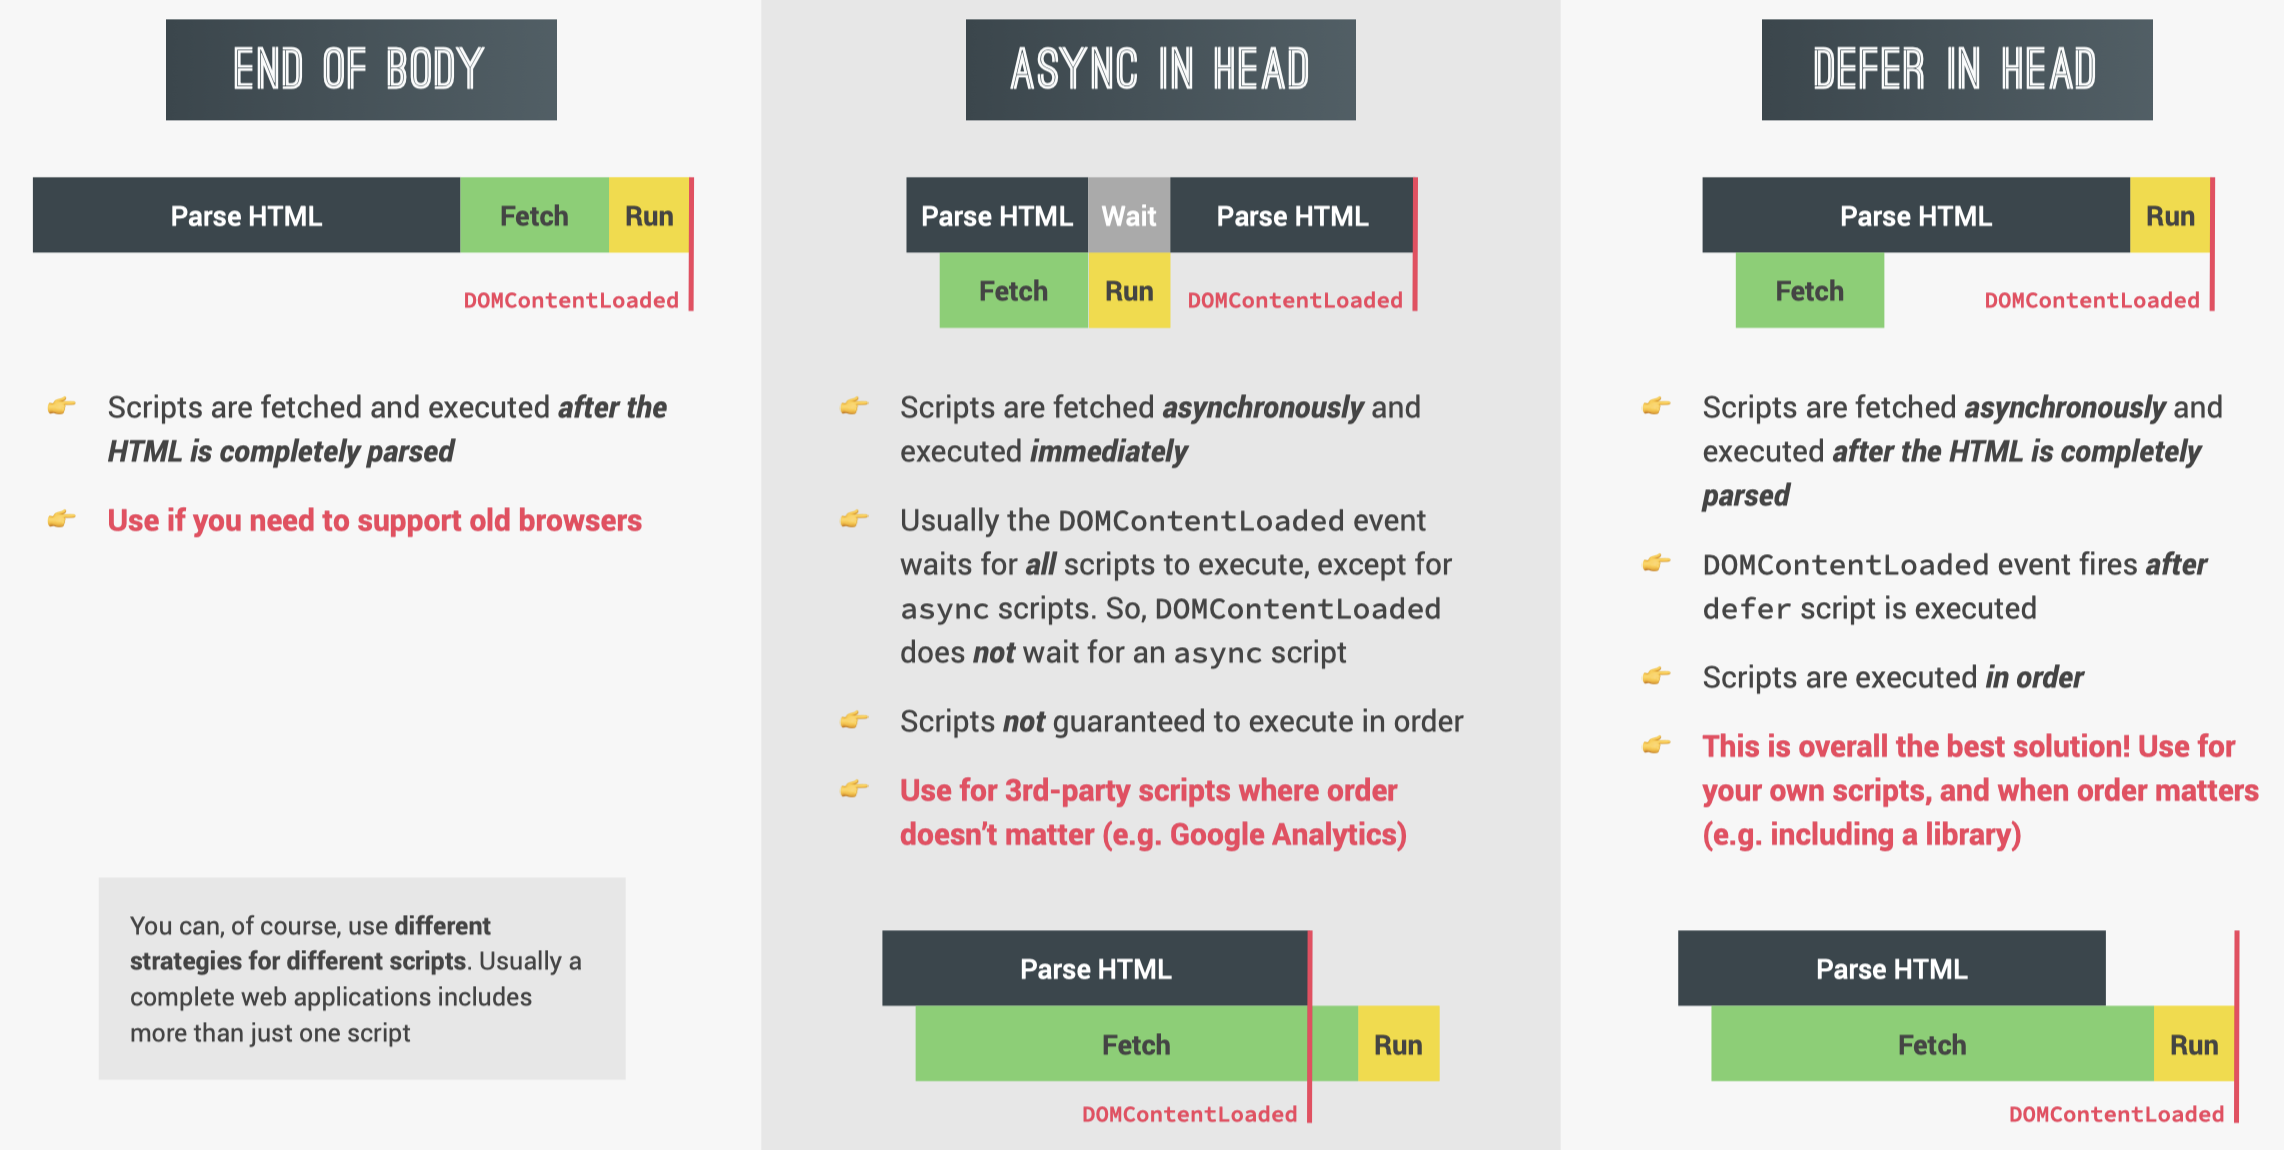 END OF BODY
Parse HTML
Fetch
Run
DOMContentLoaded
Scripts are fetched and executed after the
HTML is completely parsed
Use if you need to support old browsers
You can, of course, use different
strategies for different scripts. Usually a
complete web applications includes
more than just one script
ASYNC IN HEAD
Parse HTML
Wait
Parse HTML
Fetch
Run
DOMContentLoaded
Scripts are fetched asynchronously and
executed immediately
Usually the DOMContentLoaded event
waits for all scripts to execute, except for
async scripts. So, DOMContentLoaded
does not wait for an async script
Scripts not guaranteed to execute in order
Use for 3rd-party scripts where order
doesn’t matter (e.g. Google Analytics)
Parse HTML
Fetch
Run
DOMContentLoaded
DEFER IN HEAD
Parse HTML
Run
Fetch
DOMContentLoaded
Scripts are fetched asynchronously and
executed after the HTML is completely
parsed
DOMContentLoaded event fires after
defer script is executed
Scripts are executed in order
This is overall the best solution! Use for
your own scripts, and when order matters
(e.g. including a library)
Parse HTML
Fetch
Run
DOMContentLoaded